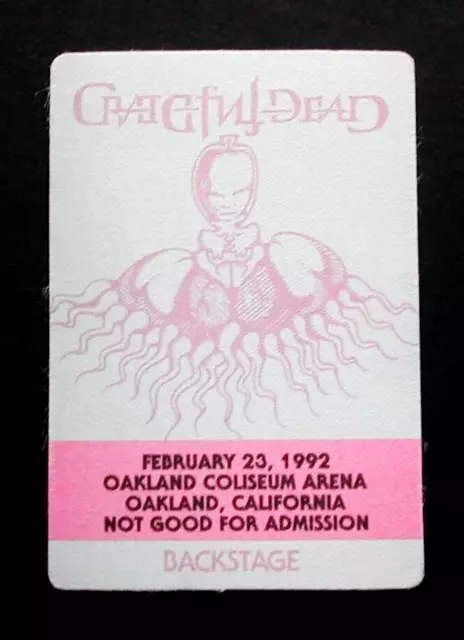 GRATEFUL DEAD
FEBRUARY 23, 1992
OAKLAND COLISEUM ARENA
OAKLAND, CALIFORNIA
NOT GOOD FOR ADMISSION
BACKSTAGE